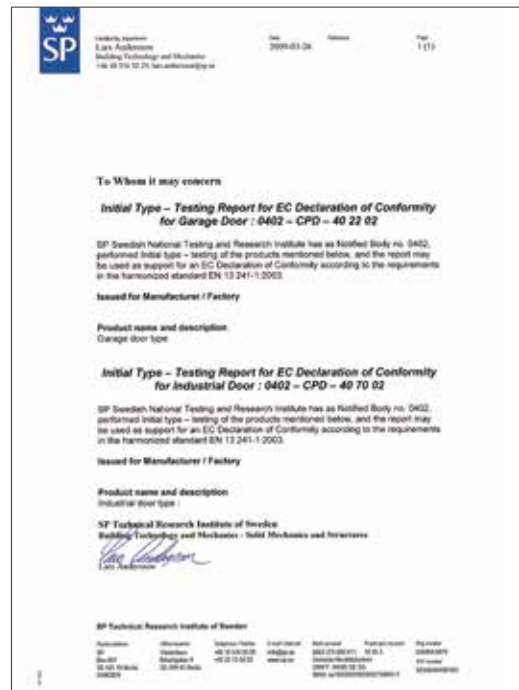 SP
Lars Andersson
Building Technology and Mechanics
Date
2009-03-26
Reference
Page
1 (1)
To Whom it may concern
Initial Type – Testing Report for EC Declaration of Conformity
for Garage Door : 0402 – CPD – 40 22 02
SP Swedish National Testing and Research Institute has as Notified Body no. 0402,
performed Initial type – testing of the products mentioned below, and the report may
be used as support for an EC Declaration of Conformity according to the requirements
in the harmonized standard EN 13 241-1:2003.
Issued for Manufacturer / Factory
Product name and description
Garage door type
Initial Type – Testing Report for EC Declaration of Conformity
for Industrial Door : 0402 – CPD – 40 70 02
SP Swedish National Testing and Research Institute has as Notified Body no. 0402,
performed Initial type – testing of the products mentioned below, and the report may
be used as support for an EC Declaration of Conformity according to the requirements
in the harmonized standard EN 13 241-1:2003.
Issued for Manufacturer / Factory
Product name and description
Industrial door type :
SP Technical Research Institute of Sweden
Building Technology and Mechanics - Solid Mechanics and Structures
Lars Andersson
SP Technical Research Institute of Sweden